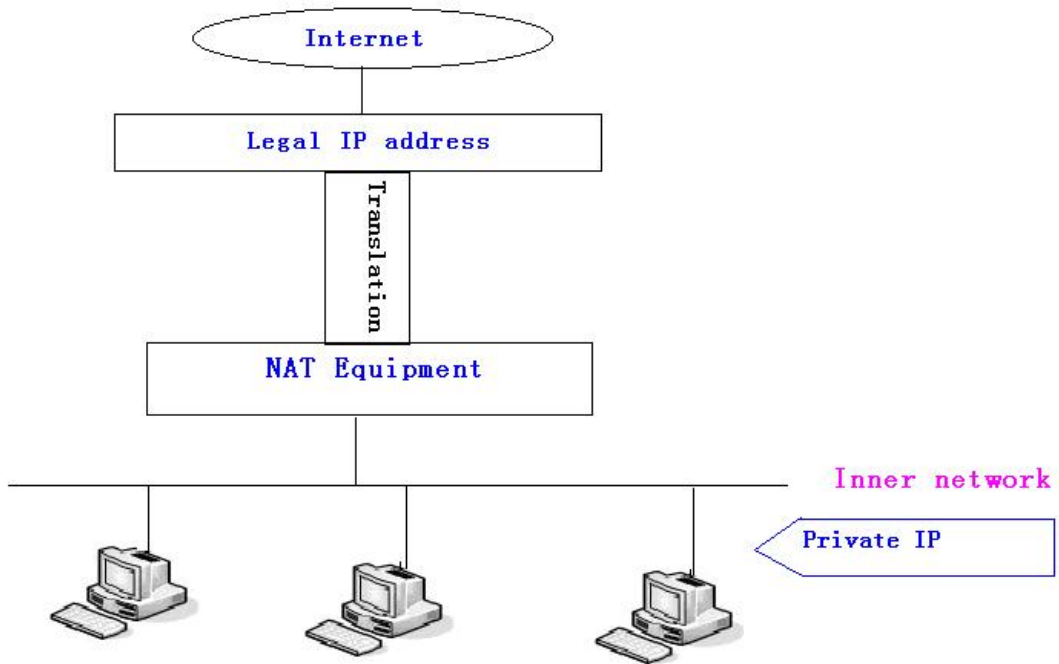 Internet
Legal IP address
Translation
NAT Equipment
Inner network
Private IP